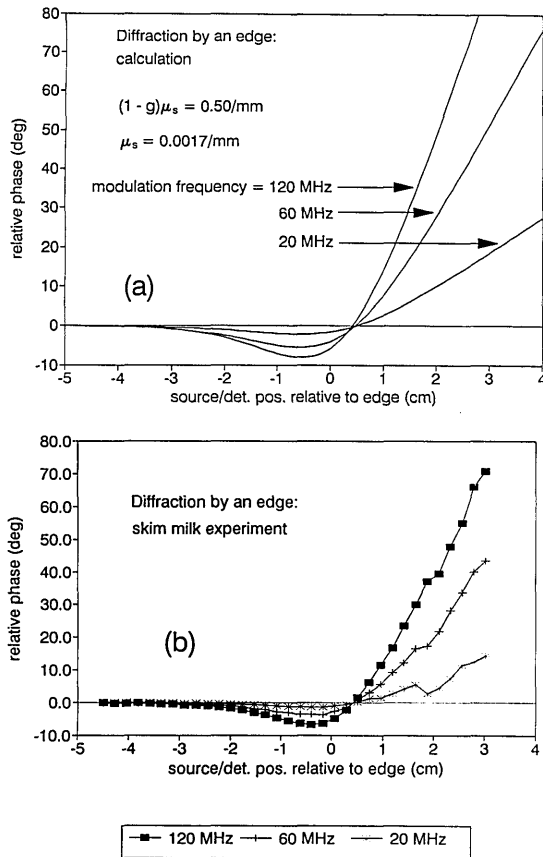 80
70
60
50
40
30
20
10
0
-10
relative phase (deg)
Diffraction by an edge:
calculation
(1 - g)μs = 0.50/mm
μs = 0.0017/mm
modulation frequency = 120 MHz
60 MHz
20 MHz
(a)
-5 -4 -3 -2 -1 0 1 2 3 4
source/det. pos. relative to edge (cm)
80.0
70.0
60.0
50.0
40.0
30.0
20.0
10.0
0.0
-10.0
relative phase (deg)
Diffraction by an edge:
skim milk experiment
(b)
-5 -4 -3 -2 -1 0 1 2 3 4
source/det. pos. relative to edge (cm)
120 MHz 60 MHz 20 MHz